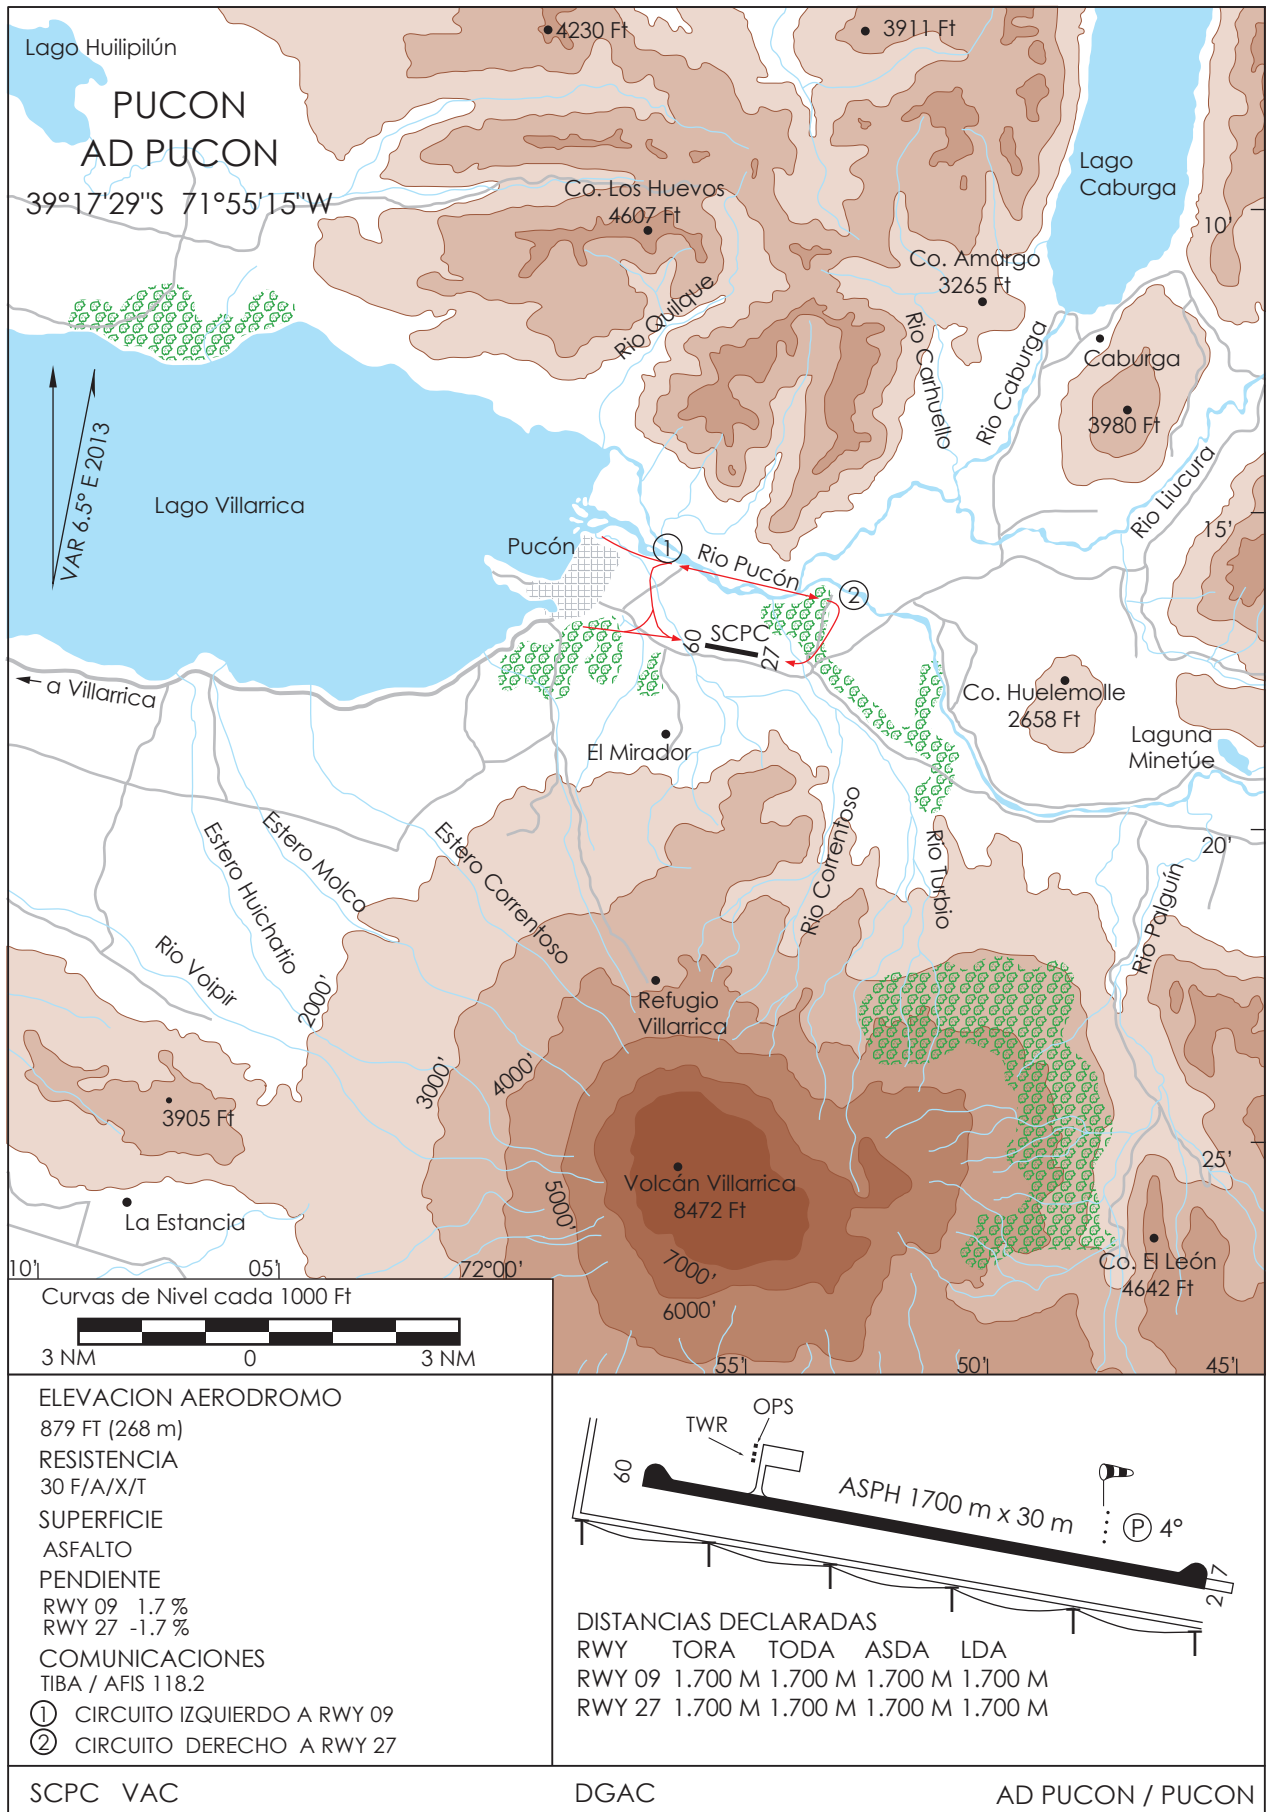 Lago Huilipilún
4230 Ft
3911 Ft
PUCON
AD PUCON
39°17'29"S 71°55'15"W
Lago
Caburga
Co. Los Huevos
4607 Ft
10'
Co. Amargo
3265 Ft
Rio Quilque
Rio Carhuello
Rio Caburga
Caburga
3980 Ft
VAR 6.5° E 2013
Lago Villarrica
Rio Liucura
15'
Pucón
1
Rio Pucón
2
09
SCPC
27
a Villarrica
Co. Huelemolle
2658 Ft
El Mirador
Laguna
Minetúe
Estero Huichatio
Estero Molco
Estero Correntoso
Rio Correntoso
Rio Turbio
20'
Rio Palguín
Rio Voipir
2000'
Refugio
Villarrica
3000'
4000'
3905 Ft
5000'
Volcán Villarrica
8472 Ft
25'
La Estancia
7000'
6000'
Co. El León
4642 Ft
10'
05'
72°00'
55'
50'
45'
Curvas de Nivel cada 1000 Ft
3 NM 0 3 NM
ELEVACION AERODROMO
879 FT (268 m)
RESISTENCIA
30 F/A/X/T
SUPERFICIE
ASFALTO
PENDIENTE
RWY 09 1.7 %
RWY 27 -1.7 %
COMUNICACIONES
TIBA / AFIS 118.2
1 CIRCUITO IZQUIERDO A RWY 09
2 CIRCUITO DERECHO A RWY 27
OPS
TWR
09
ASPH 1700 m x 30 m
P 4°
27
DISTANCIAS DECLARADAS
RWY TORA TODA ASDA LDA
RWY 09 1.700 M 1.700 M 1.700 M 1.700 M
RWY 27 1.700 M 1.700 M 1.700 M 1.700 M
SCPC VAC DGAC AD PUCON / PUCON